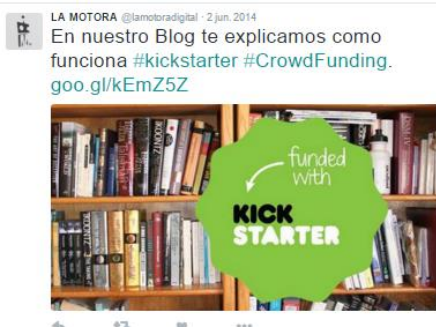 LA MOTORA @lamotoradigital · 2 jun. 2014
En nuestro Blog te explicamos como
funciona #kickstarter #CrowdFunding.
goo.gl/kEmZ5Z
funded
with
KICK
STARTER